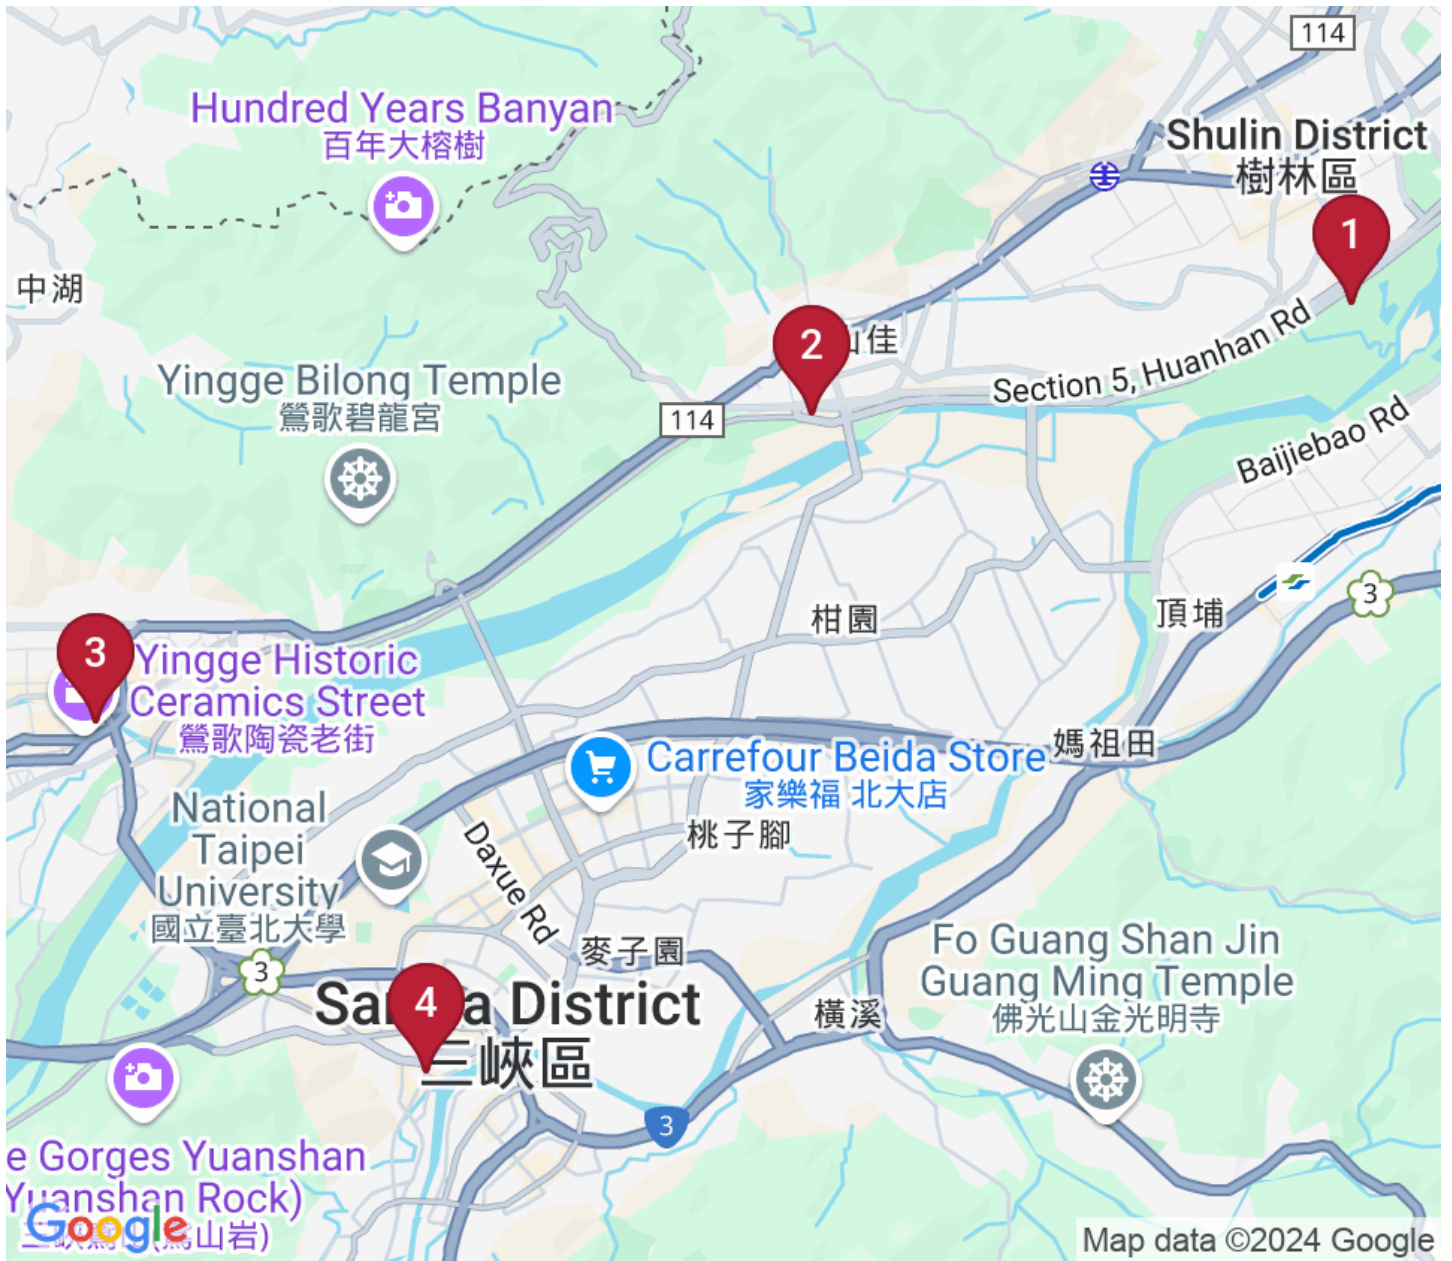 114
Hundred Years Banyan
百年大榕樹
Shulin District
樹林區
1
中湖
2
山佳
Section 5, Huanhan Rd
Yingge Bilong Temple
鶯歌碧龍宮
114
Baijiebao Rd
3
柑園
頂埔
3
Yingge Historic
Ceramics Street
鶯歌陶瓷老街
媽祖田
Carrefour Beida Store
家樂福 北大店
National
Taipei
University
國立臺北大學
桃子腳
Daxue Rd
麥子園
3
Fo Guang Shan Jin
Guang Ming Temple
佛光山金光明寺
4
District
三峽區
橫溪
3
e Gorges Yuanshan
Yuanshan Rock)
Google
Map data ©2024 Google